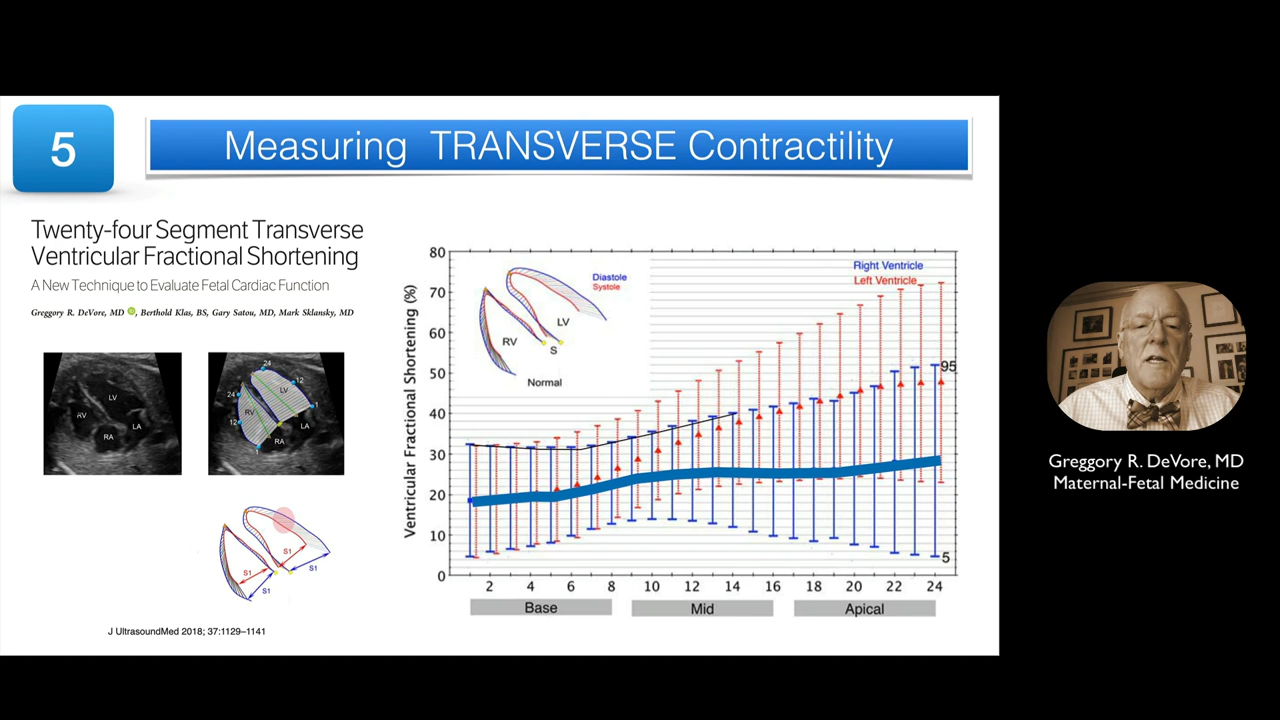 5
Measuring TRANSVERSE Contractility
Twenty-four Segment Transverse
Ventricular Fractional Shortening
A New Technique to Evaluate Fetal Cardiac Function
Greggory R. DeVore, MD iD, Berthold Klas, BS, Gary Satou, MD, Mark Sklansky, MD
LV
RV
LA
RA
24
12
LV
24
RV
1
12
LA
RA
1
S1
S1
S1
S1
J UltrasoundMed 2018; 37:1129–1141
Ventricular Fractional Shortening (%)
80
70
60
50
40
30
20
10
0
Diastole
Systole
LV
RV
S
Normal
Right Ventricle
Left Ventricle
95
5
2 4 6 8 10 12 14 16 18 20 22 24
Base Mid Apical
Greggory R. DeVore, MD
Maternal-Fetal Medicine